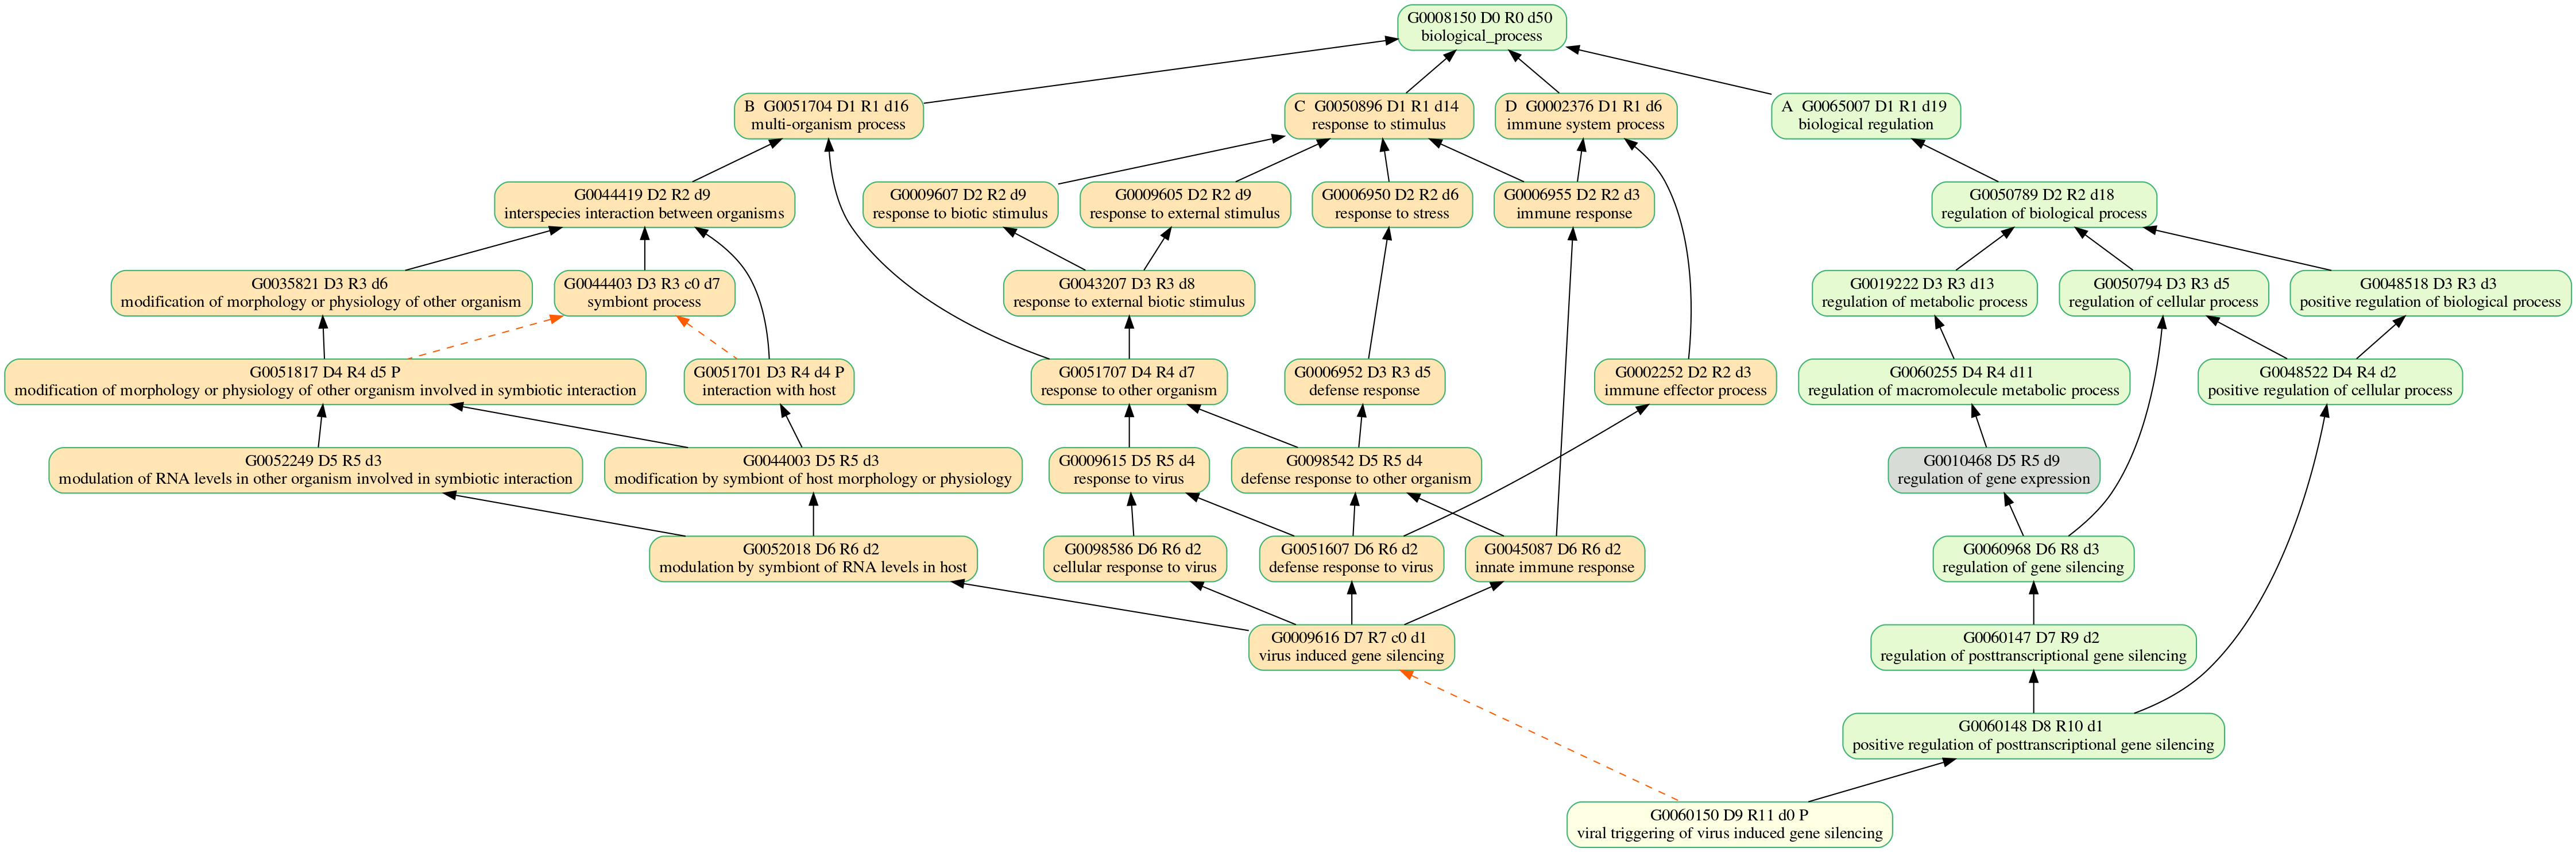 G0008150 D0 R0 d50
biological_process
B G0051704 D1 R1 d16
multi-organism process
C G0050896 D1 R1 d14
response to stimulus
D G0002376 D1 R1 d6
immune system process
A G0065007 D1 R1 d19
biological regulation
G0044419 D2 R2 d9
interspecies interaction between organisms
G0009607 D2 R2 d9
response to biotic stimulus
G0009605 D2 R2 d9
response to external stimulus
G0006950 D2 R2 d6
response to stress
G0006955 D2 R2 d3
immune response
G0050789 D2 R2 d18
regulation of biological process
G0035821 D3 R3 d6
modification of morphology or physiology of other organism
G0044403 D3 R3 c0 d7
symbiont process
G0043207 D3 R3 d8
response to external biotic stimulus
G0019222 D3 R3 d13
regulation of metabolic process
G0050794 D3 R3 d5
regulation of cellular process
G0048518 D3 R3 d3
positive regulation of biological process
G0051817 D4 R4 d5 P
modification of morphology or physiology of other organism involved in symbiotic interaction
G0051701 D3 R4 d4 P
interaction with host
G0051707 D4 R4 d7
response to other organism
G0006952 D3 R3 d5
defense response
G0002252 D2 R2 d3
immune effector process
G0060255 D4 R4 d11
regulation of macromolecule metabolic process
G0048522 D4 R4 d2
positive regulation of cellular process
G0052249 D5 R5 d3
modulation of RNA levels in other organism involved in symbiotic interaction
G0044003 D5 R5 d3
modification by symbiont of host morphology or physiology
G0009615 D5 R5 d4
response to virus
G0098542 D5 R5 d4
defense response to other organism
G0010468 D5 R5 d9
regulation of gene expression
G0052018 D6 R6 d2
modulation by symbiont of RNA levels in host
G0098586 D6 R6 d2
cellular response to virus
G0051607 D6 R6 d2
defense response to virus
G0045087 D6 R6 d2
innate immune response
G0060968 D6 R8 d3
regulation of gene silencing
G0009616 D7 R7 c0 d1
virus induced gene silencing
G0060147 D7 R9 d2
regulation of posttranscriptional gene silencing
G0060148 D8 R10 d1
positive regulation of posttranscriptional gene silencing
G0060150 D9 R11 d0 P
viral triggering of virus induced gene silencing